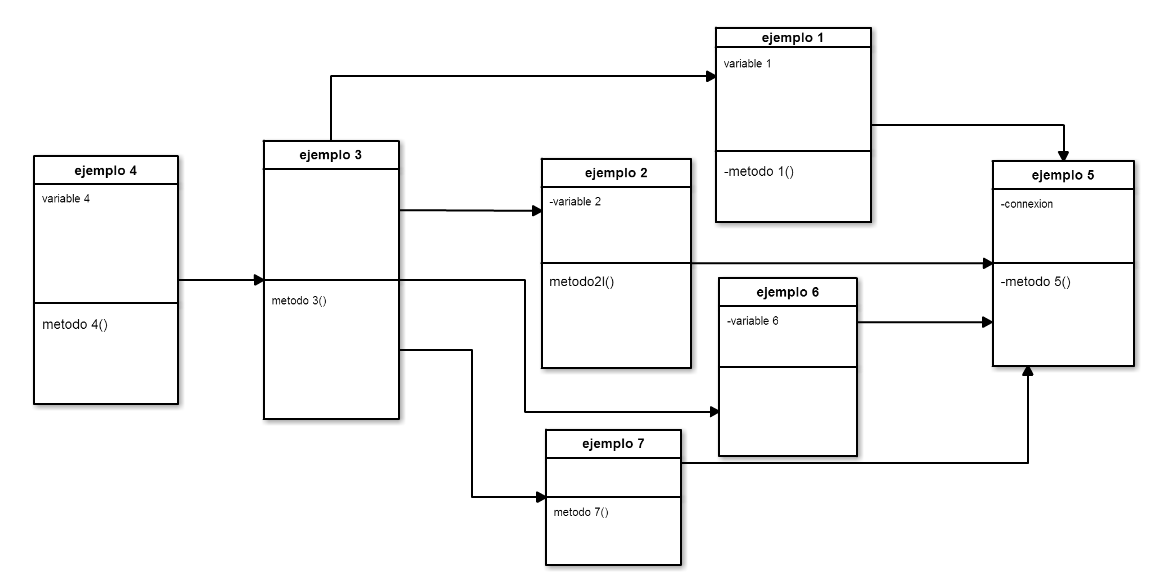 ejemplo 1
variable 1
-metodo 1()
ejemplo 4
variable 4
metodo 4()
ejemplo 3
metodo 3()
ejemplo 2
-variable 2
metodo2l()
ejemplo 5
-connexion
-metodo 5()
ejemplo 6
-variable 6
ejemplo 7
metodo 7()